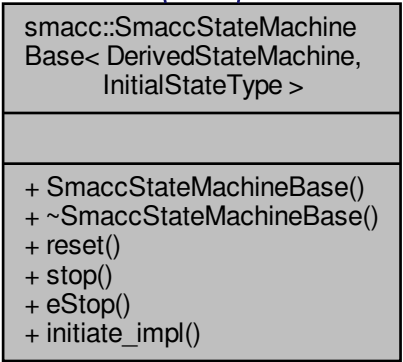 smacc::SmaccStateMachine
Base< DerivedStateMachine,
InitialStateType >
+ SmaccStateMachineBase()
+ ~SmaccStateMachineBase()
+ reset()
+ stop()
+ eStop()
+ initiate_impl()